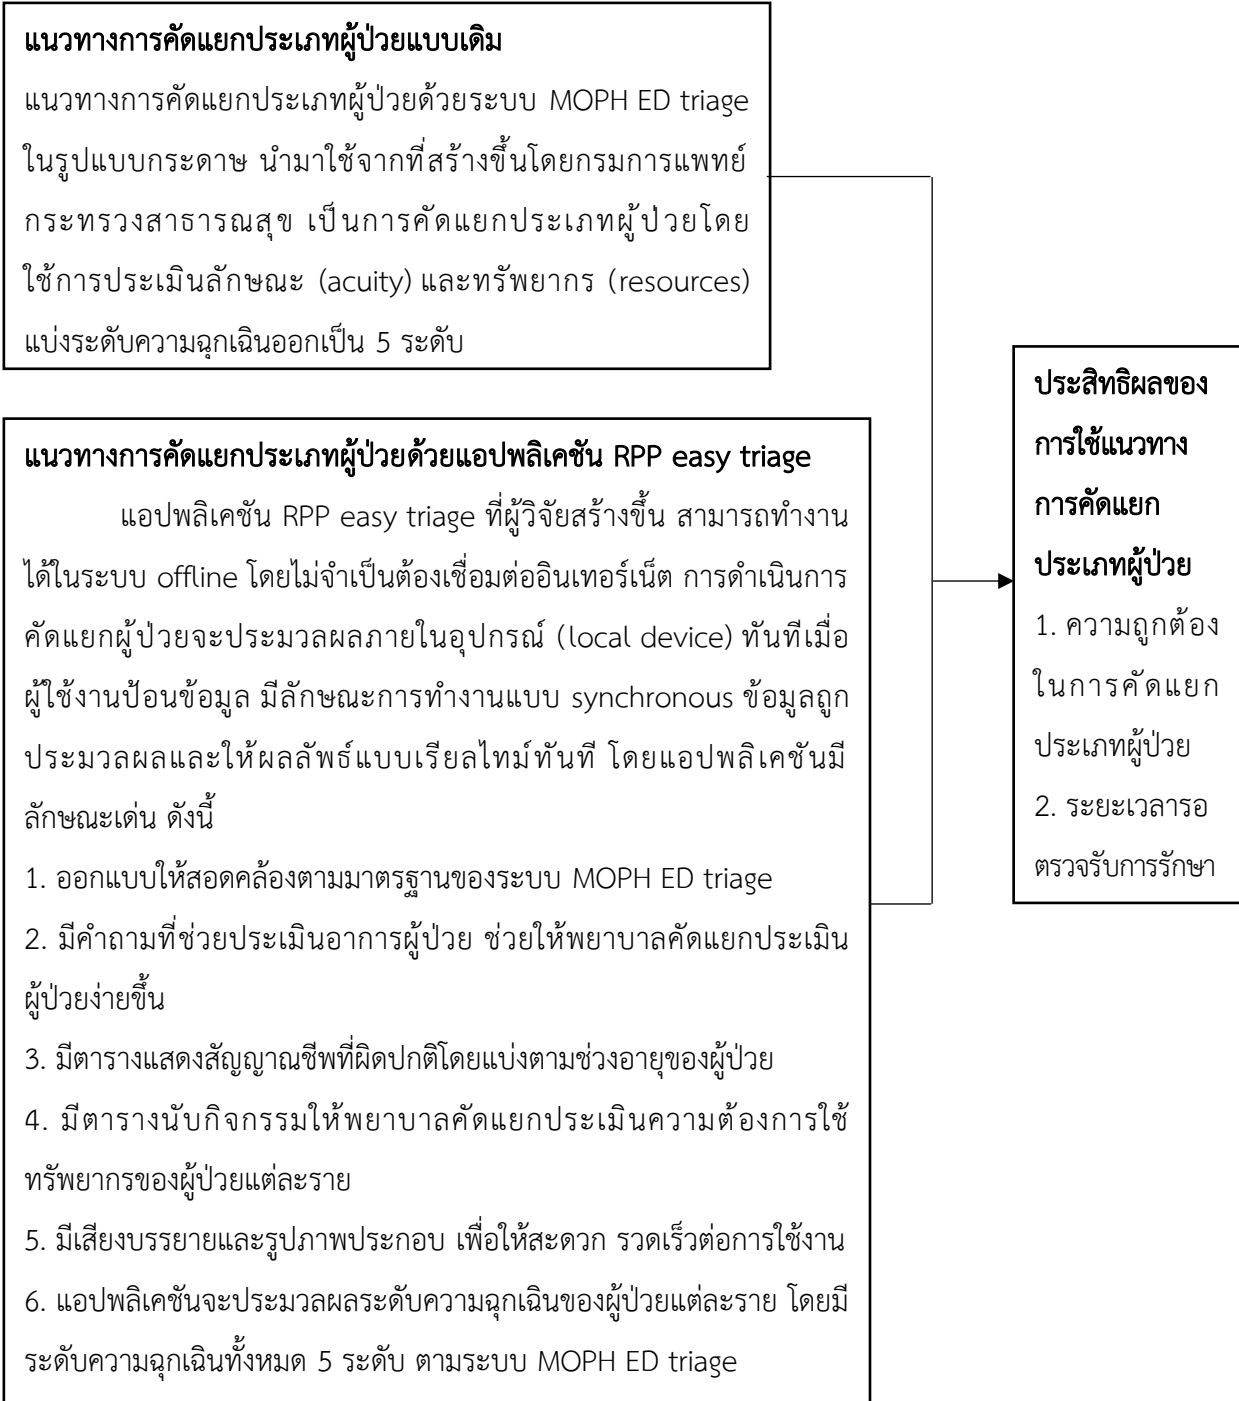 แนวทางการคัดแยกประเภทผู้ป่วยแบบเดิม
แนวทางการคัดแยกประเภทผู้ป่วยด้วยระบบ MOPH ED triage
ในรูปแบบกระดาษ นำมาใช้จากที่สร้างขึ้นโดยกรมการแพทย์
กระทรวงสาธารณสุข เป็นการคัดแยกประเภทผู้ป่วยโดย
ใช้การประเมินลักษณะ (acuity) และทรัพยากร (resources)
แบ่งระดับความฉุกเฉินออกเป็น 5 ระดับ
แนวทางการคัดแยกประเภทผู้ป่วยด้วยแอปพลิเคชัน RPP easy triage
แอปพลิเคชัน RPP easy triage ที่ผู้วิจัยสร้างขึ้น สามารถทำงาน
ได้ในระบบ offline โดยไม่จำเป็นต้องเชื่อมต่ออินเทอร์เน็ต การดำเนินการ
คัดแยกผู้ป่วยจะประมวลผลภายในอุปกรณ์ (local device) ทันทีเมื่อ
ผู้ใช้งานป้อนข้อมูล มีลักษณะการทำงานแบบ synchronous ข้อมูลถูก
ประมวลผลและให้ผลลัพธ์แบบเรียลไทม์ทันที โดยแอปพลิเคชันมี
ลักษณะเด่น ดังนี้
1. ออกแบบให้สอดคล้องตามมาตรฐานของระบบ MOPH ED triage
2. มีคำถามที่ช่วยประเมินอาการผู้ป่วย ช่วยให้พยาบาลคัดแยกประเมิน
ผู้ป่วยง่ายขึ้น
3. มีตารางแสดงสัญญาณชีพที่ผิดปกติโดยแบ่งตามช่วงอายุของผู้ป่วย
4. มีตารางนับกิจกรรมให้พยาบาลคัดแยกประเมินความต้องการใช้
ทรัพยากรของผู้ป่วยแต่ละราย
5. มีเสียงบรรยายและรูปภาพประกอบ เพื่อให้สะดวก รวดเร็วต่อการใช้งาน
6. แอปพลิเคชันจะประมวลผลระดับความฉุกเฉินของผู้ป่วยแต่ละราย โดยมี
ระดับความฉุกเฉินทั้งหมด 5 ระดับ ตามระบบ MOPH ED triage
ประสิทธิผลของ
การใช้แนวทาง
การคัดแยก
ประเภทผู้ป่วย
1. ความถูกต้อง
ในการคัดแยก
ประเภทผู้ป่วย
2. ระยะเวลารอ
ตรวจรับการรักษา